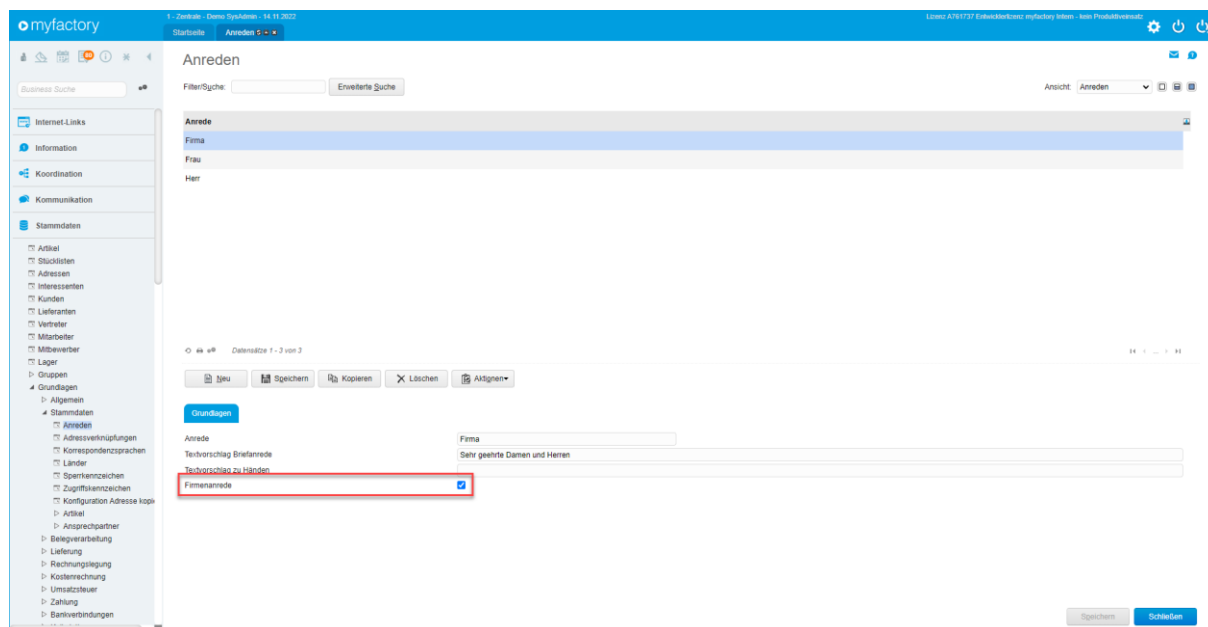 myfactory
1 - Zentrale - Demo SysAdmin - 14.11.2022
Lizenz A761737 Entwicklerlizenz myfactory Intern - kein Produktiveinsatz
Startseite
Anreden
Anreden
Filter/Suche:
Erweiterte Suche
Ansicht: Anreden
Business Suche
Internet-Links
Information
Koordination
Kommunikation
Stammdaten
Artikel
Stücklisten
Adressen
Interessenten
Kunden
Lieferanten
Vertreter
Mitarbeiter
Mitbewerber
Lager
Gruppen
Grundlagen
Allgemein
Stammdaten
Anreden
Adressverknüpfungen
Korrespondenzsprachen
Länder
Sperrkennzeichen
Zugriffskennzeichen
Konfiguration Adresse kopie
Artikel
Ansprechpartner
Belegverarbeitung
Lieferung
Rechnungslegung
Kostenrechnung
Umsatzsteuer
Zahlung
Bankverbindungen
Anrede
Firma
Frau
Herr
Datensätze 1 - 3 von 3
Neu
Speichern
Kopieren
Löschen
Aktionen
Grundlagen
Anrede
Firma
Textvorschlag Briefanrede
Sehr geehrte Damen und Herren
Textvorschlag zu Händen
Firmenanrede
Speichern
Schließen